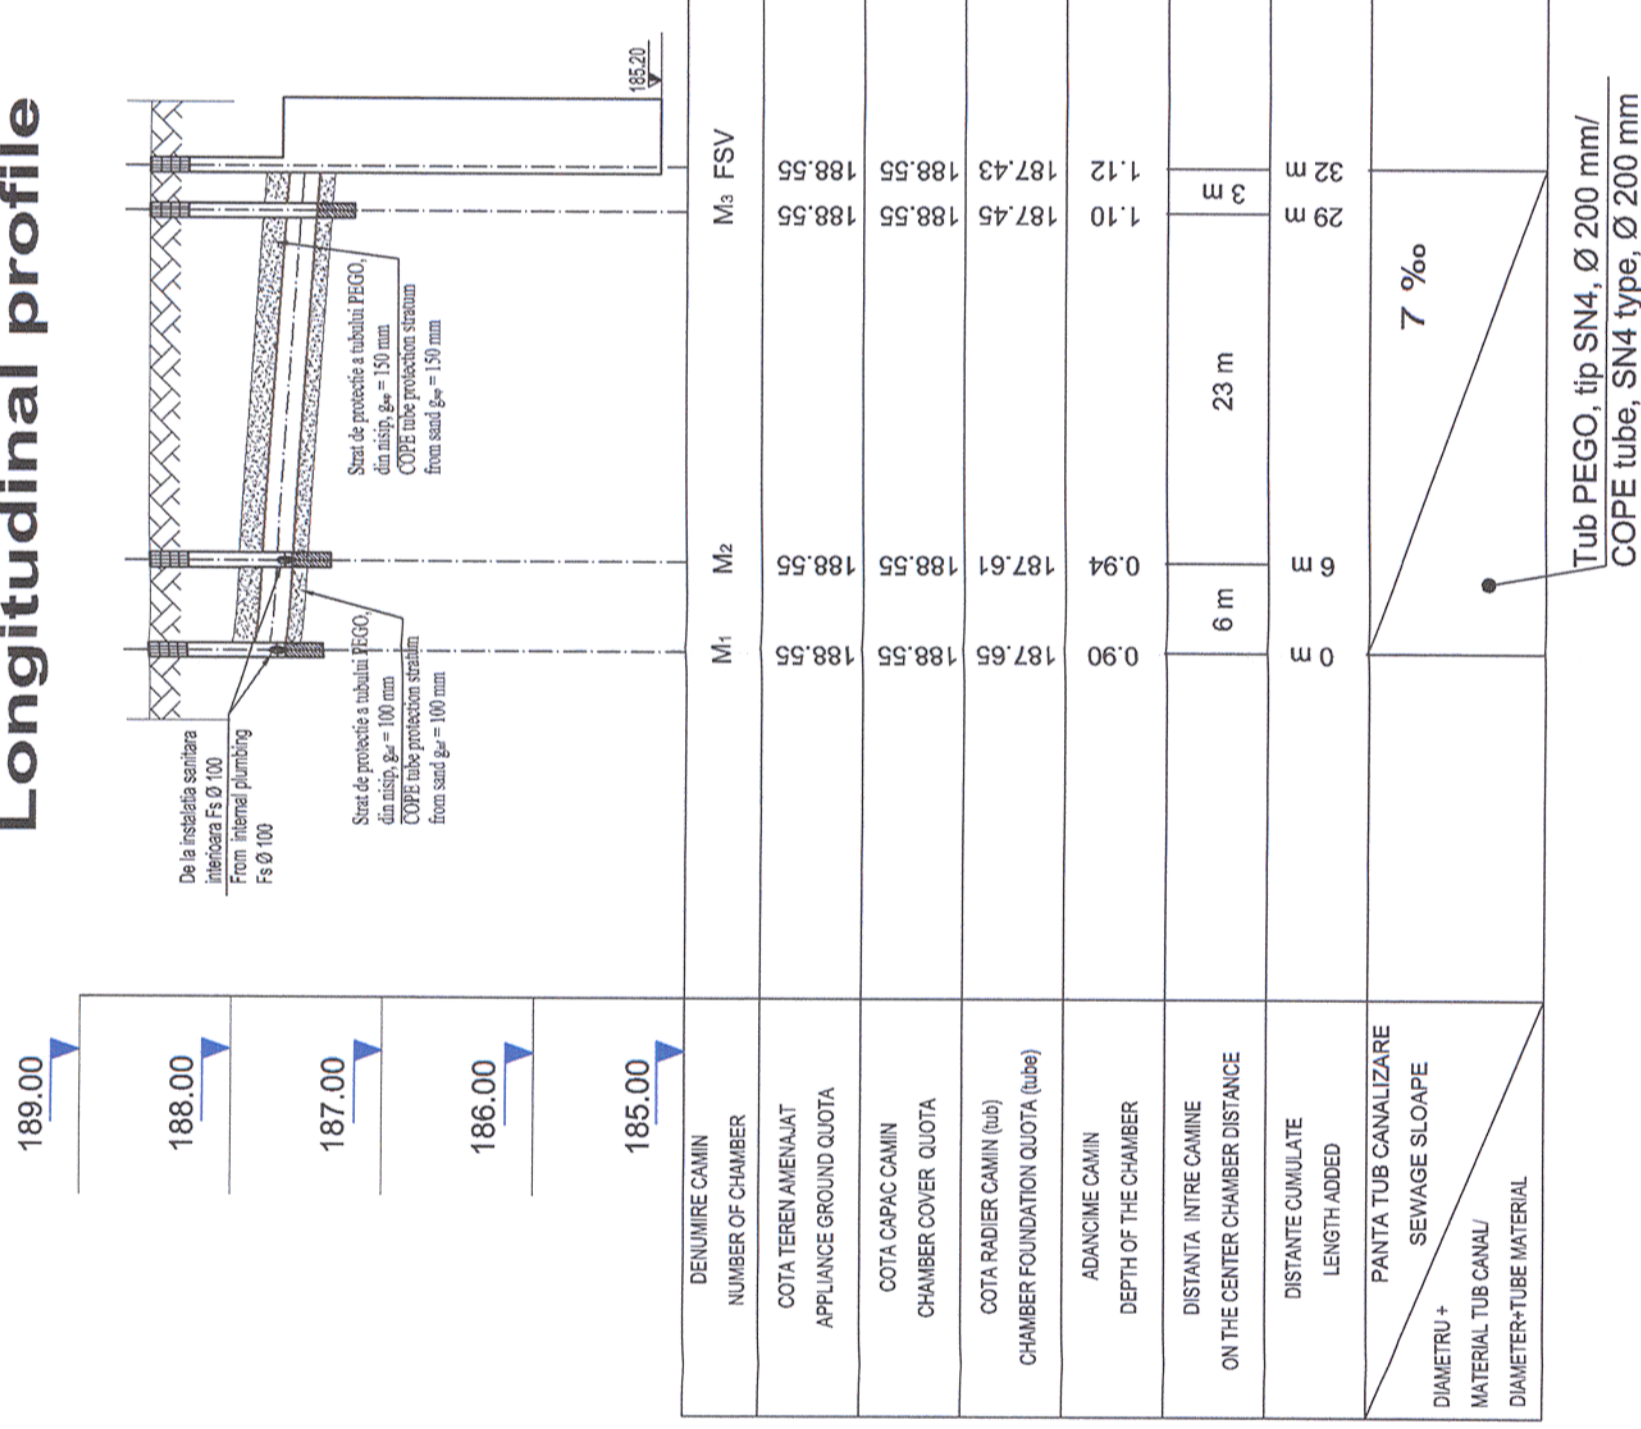 Longitudinal profile
189.00
188.00
187.00
186.00
185.00
De la instalatia sanitara
interioara Fs Ø 100
From internal plumbing
Fs Ø 100
Strat de protectie a tubului PEGO,
din nisip, ginf = 100 mm
COPE tube protection stratum
from sand ginf = 100 mm
Strat de protectie a tubului PEGO,
din nisip, gsup = 150 mm
COPE tube protection stratum
from sand gsup = 150 mm
185.20
DENUMIRE CAMIN
NUMBER OF CHAMBER
M1 M2 M3 FSV
COTA TEREN AMENAJAT
APPLIANCE GROUND QUOTA
188.55 188.55 188.55 188.55
COTA CAPAC CAMIN
CHAMBER COVER QUOTA
188.55 188.55 188.55 188.55
COTA RADIER CAMIN (tub)
CHAMBER FOUNDATION QUOTA (tube)
187.65 187.61 187.45 187.43
ADANCIME CAMIN
DEPTH OF THE CHAMBER
0.90 0.94 1.10 1.12
DISTANTA INTRE CAMINE
ON THE CENTER CHAMBER DISTANCE
6 m 23 m 3 m
DISTANTE CUMULATE
LENGTH ADDED
0 m 6 m 29 m 32 m
PANTA TUB CANALIZARE
SEWAGE SLOAPE
DIAMETRU +
MATERIAL TUB CANAL/
DIAMETER+TUBE MATERIAL
7 ‰
Tub PEGO, tip SN4, Ø 200 mm/
COPE tube, SN4 type, Ø 200 mm